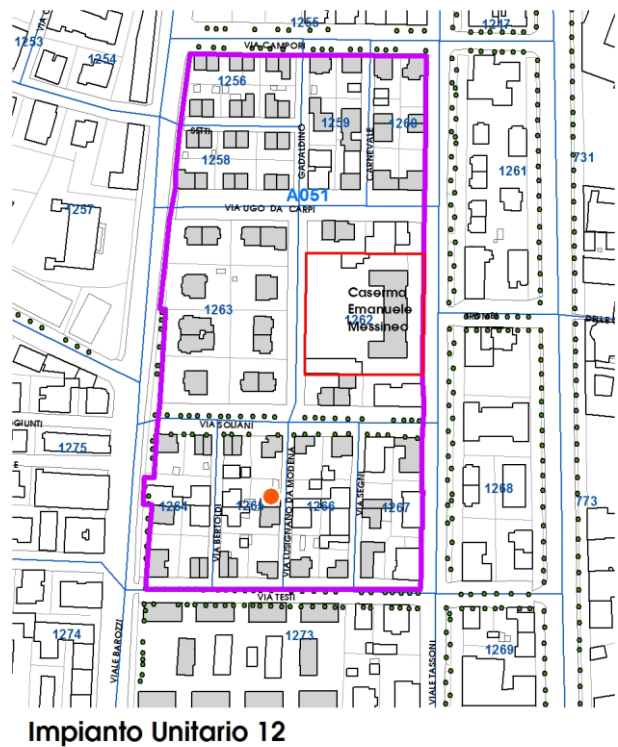 1255
1247
VIA CAMPORI
1253
1254
1256
1259
1260
SETTI
1258
GADALDINO
CARNEVALE
1261
731
A051
1257
VIA UGO DA CARPI
1263
Caserma
1262
Emanuele
Messineo
VIA SOLIANI
GIUNTI
1275
E
1264
1265
1266
1267
1268
773
VIA BERTOLDI
VIA LUSIGNANO DA MODENA
VIA SEGNI
VIA TESTI
1274
1273
1269
VIALE BAROZZI
VIALE TASSONI
Impianto Unitario 12